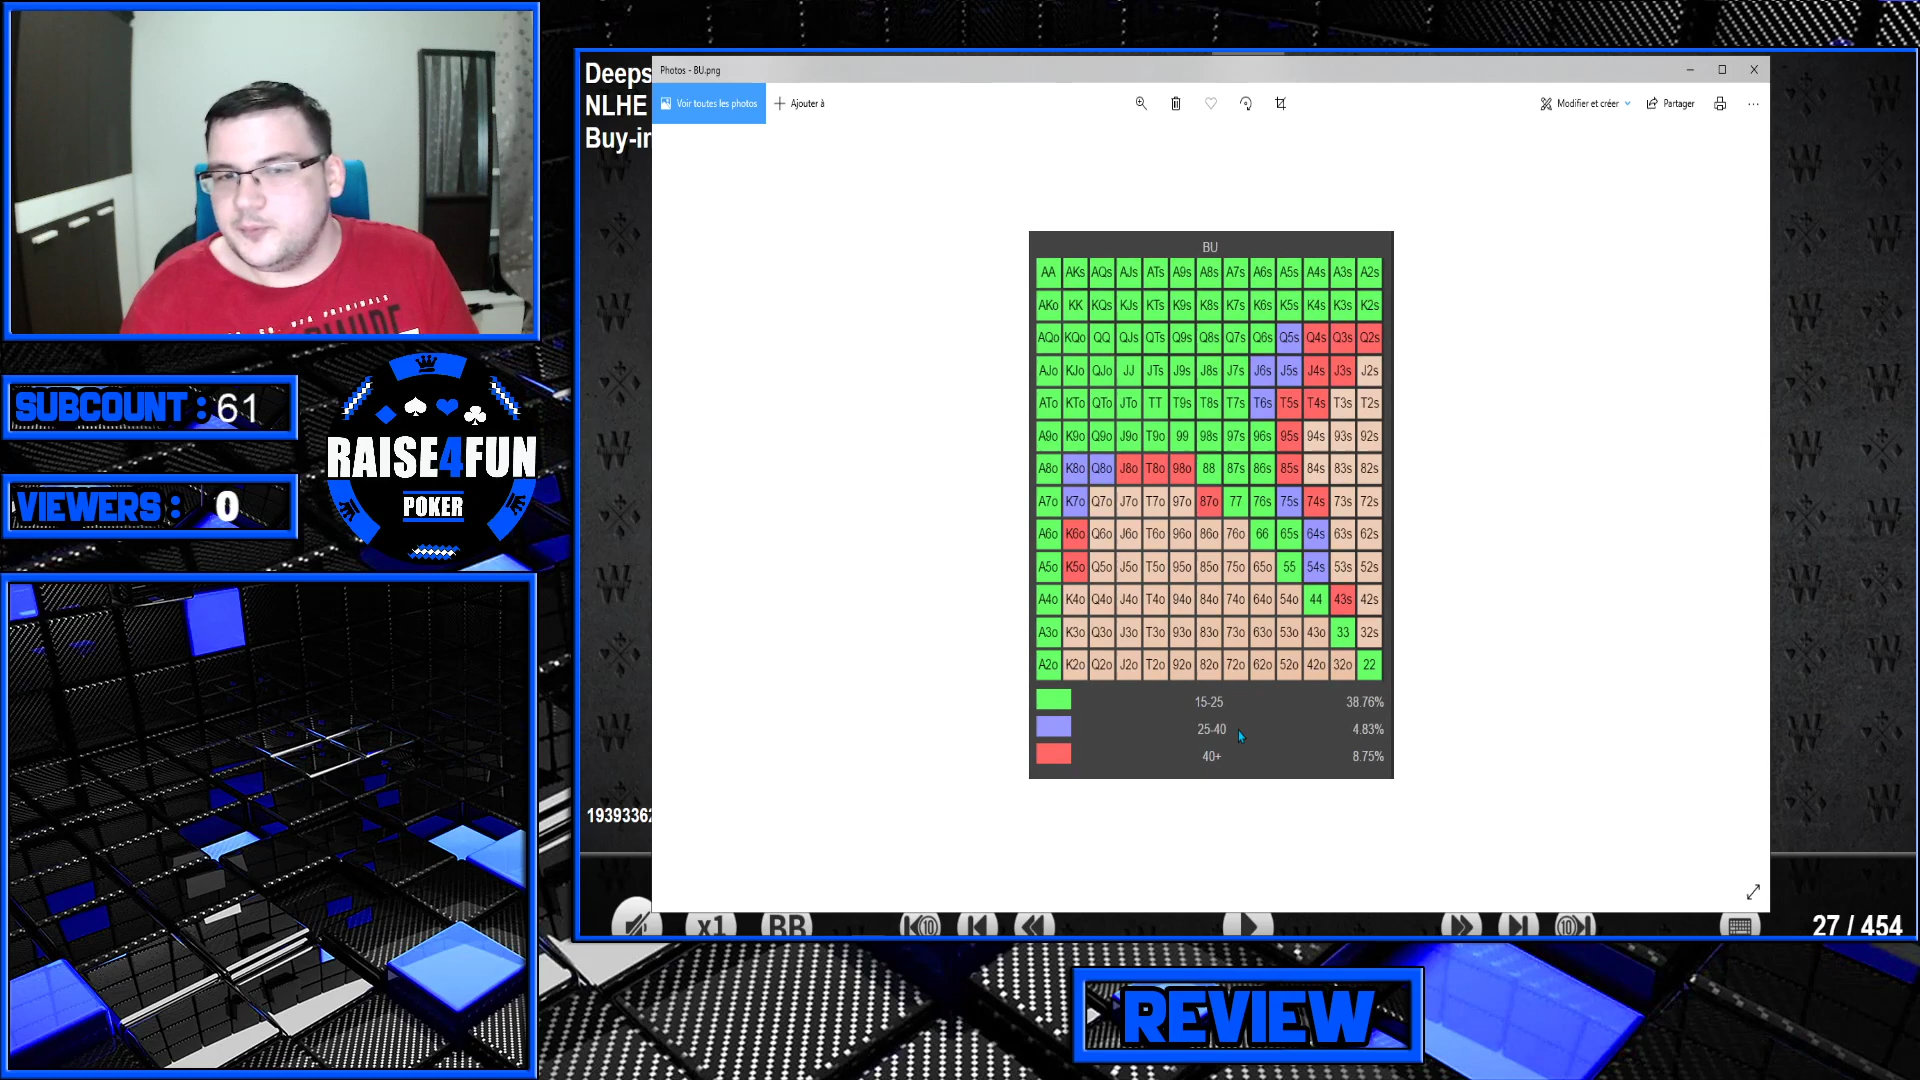 Deeps
NLHE
Buy-in
Photos - BU.png
Voir toutes les photos
Ajouter à
Modifier et créer
Partager
BU
AA AKs AQs AJs ATs A9s A8s A7s A6s A5s A4s A3s A2s
AKo KK KQs KJs KTs K9s K8s K7s K6s K5s K4s K3s K2s
AQo KQo QQ QJs QTs Q9s Q8s Q7s Q6s Q5s Q4s Q3s Q2s
AJo KJo QJo JJ JTs J9s J8s J7s J6s J5s J4s J3s J2s
ATo KTo QTo JTo TT T9s T8s T7s T6s T5s T4s T3s T2s
A9o K9o Q9o J9o T9o 99 98s 97s 96s 95s 94s 93s 92s
A8o K8o Q8o J8o T8o 98o 88 87s 86s 85s 84s 83s 82s
A7o K7o Q7o J7o T7o 97o 87o 77 76s 75s 74s 73s 72s
A6o K6o Q6o J6o T6o 96o 86o 76o 66 65s 64s 63s 62s
A5o K5o Q5o J5o T5o 95o 85o 75o 65o 55 54s 53s 52s
A4o K4o Q4o J4o T4o 94o 84o 74o 64o 54o 44 43s 42s
A3o K3o Q3o J3o T3o 93o 83o 73o 63o 53o 43o 33 32s
A2o K2o Q2o J2o T2o 92o 82o 72o 62o 52o 42o 32o 22
15-25 38.76%
25-40 4.83%
40+ 8.75%
SUBCOUNT : 61
VIEWERS : 0
RAISE4FUN
POKER
1939336
x1
BB
10
10
27 / 454
REVIEW